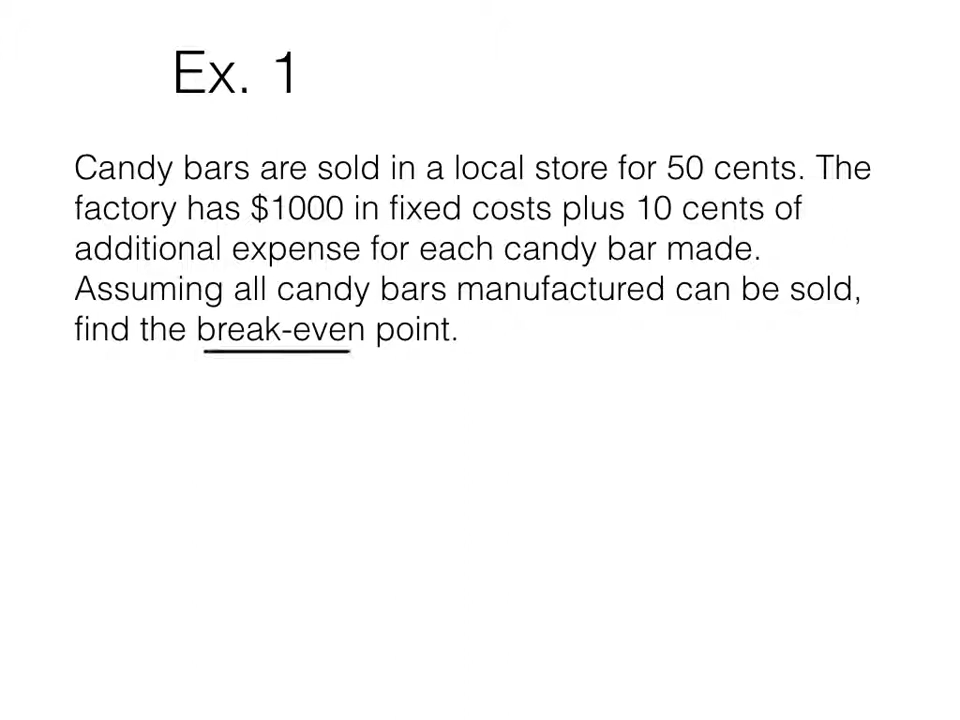 Ex. 1
Candy bars are sold in a local store for 50 cents. The
factory has $1000 in fixed costs plus 10 cents of
additional expense for each candy bar made.
Assuming all candy bars manufactured can be sold,
find the break-even point.